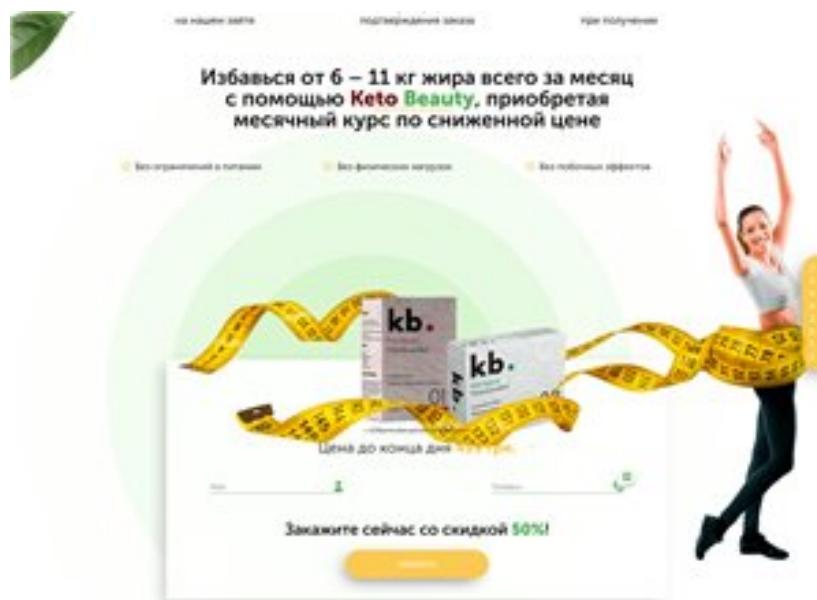 на нашем сайте
подтверждения заказа
при получении
Избавься от 6 – 11 кг жира всего за месяц
с помощью Keto Beauty, приобретая
месячный курс по сниженной цене
Без ограничений в питании
Без физических нагрузок
Без побочных эффектов
kb.
kb.
kb.
Цена до конца дня
Закажите сейчас со скидкой 50%!